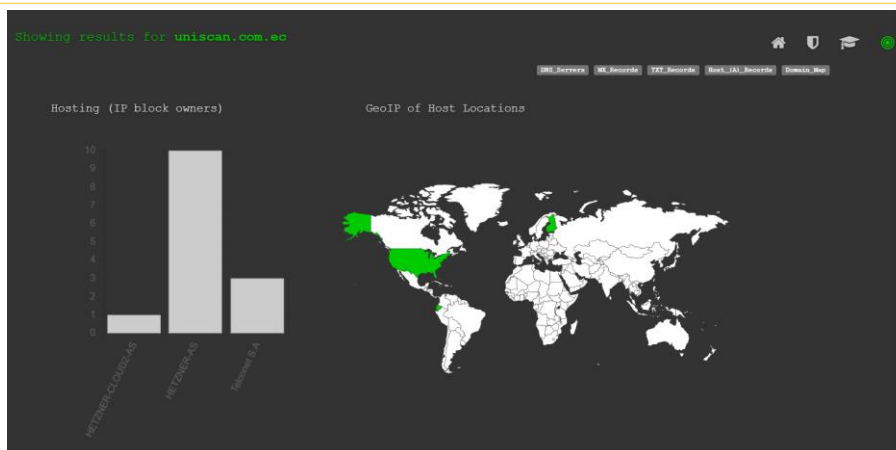 Showing results for uniscan.com.ec
DNS_Servers MX_Records TXT_Records Host_(A)_Records Domain_Map
Hosting (IP block owners)
GeoIP of Host Locations
10
9
8
7
6
5
4
3
2
1
0
HETZNER-CLOUD2-AS
HETZNER-AS
Telconet S.A